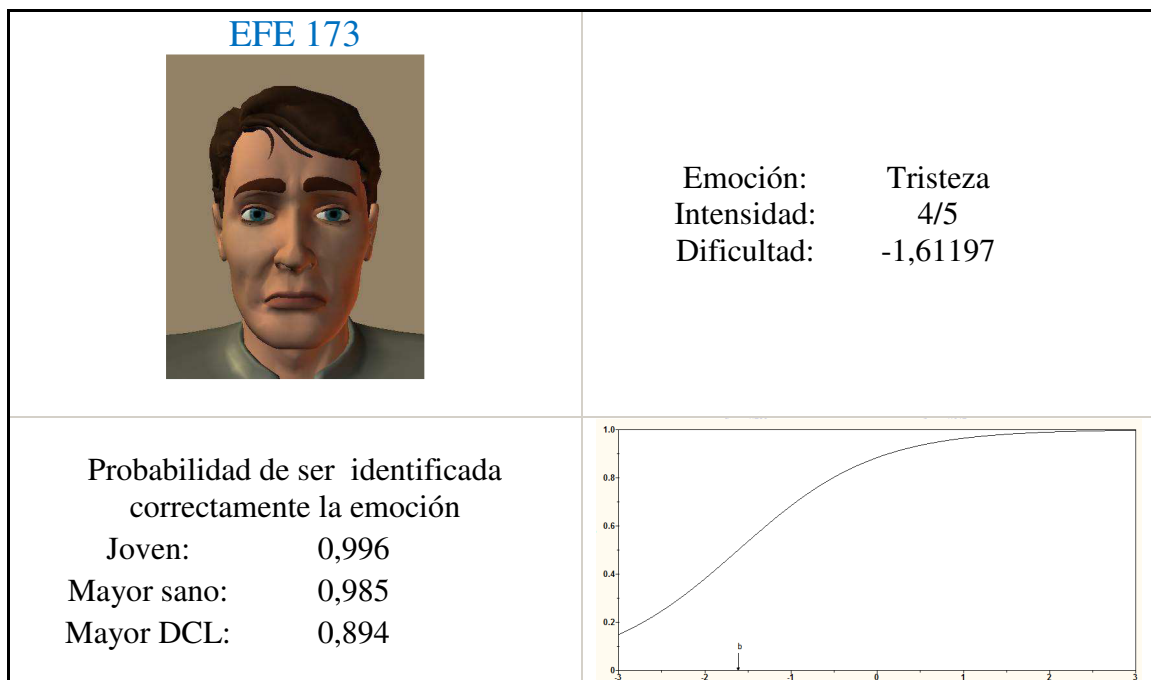 EFE 173
Emoción: Tristeza
Intensidad: 4/5
Dificultad: -1,61197
Probabilidad de ser identificada
correctamente la emoción
Joven: 0,996
Mayor sano: 0,985
Mayor DCL: 0,894
1.0
0.8
0.6
0.4
0.2
0
b
-3 -2 -1 0 1 2 3